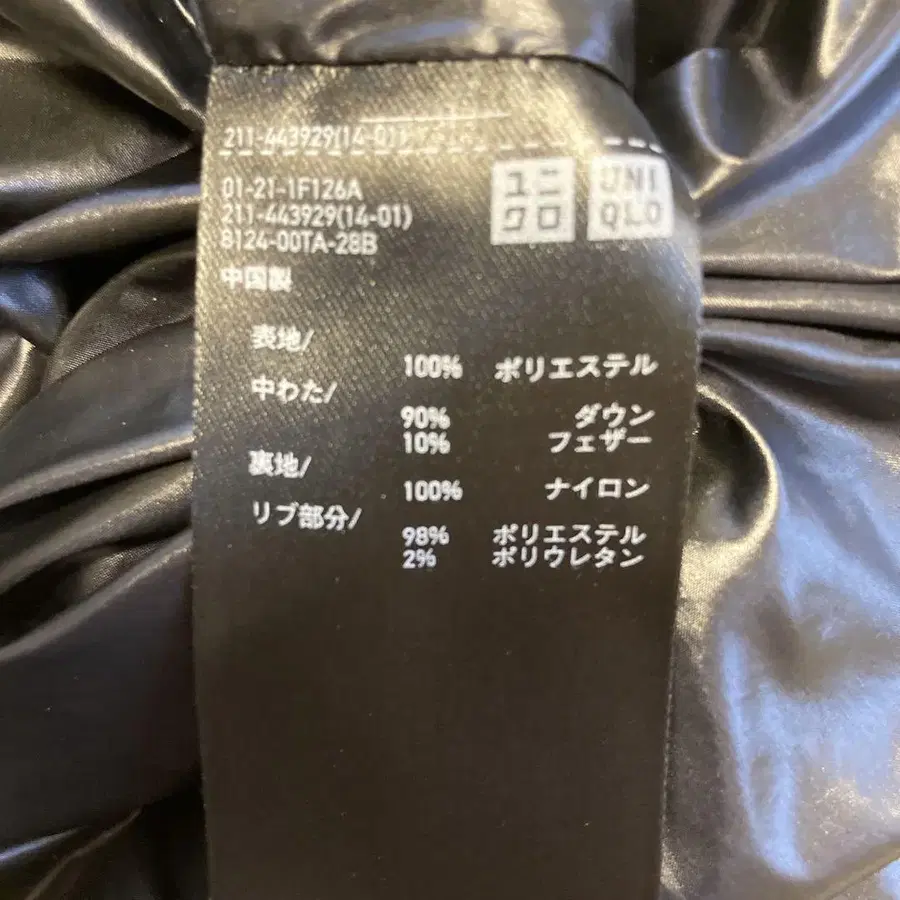 211-443929(14-01)
ユニ
クロ
UNI
QLO
01-21-1F126A
211-443929(14-01)
8124-00TA-28B
中国製
表地/
100% ポリエステル
中わた/
90% ダウン
10% フェザー
裏地/
100% ナイロン
リブ部分/
98% ポリエステル
2% ポリウレタン